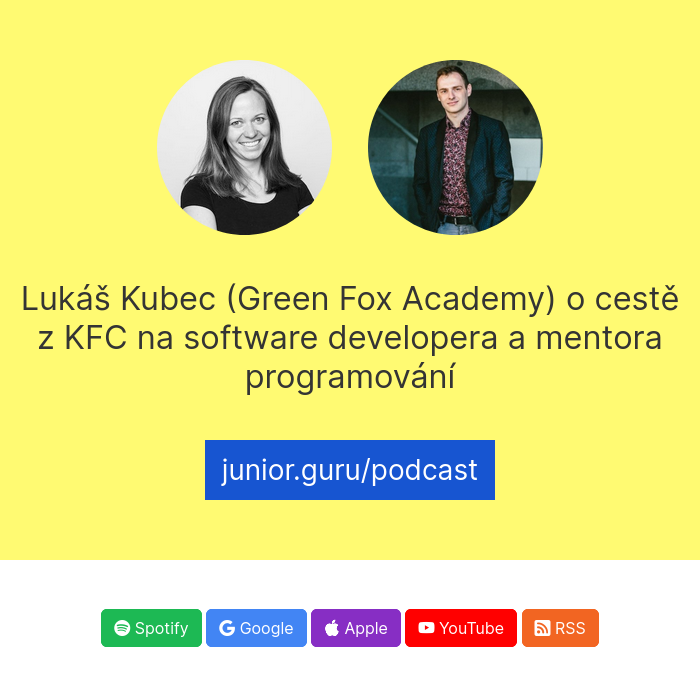 Lukáš Kubec (Green Fox Academy) o cestě
z KFC na software developera a mentora
programování
junior.guru/podcast
Spotify
Google
Apple
YouTube
RSS